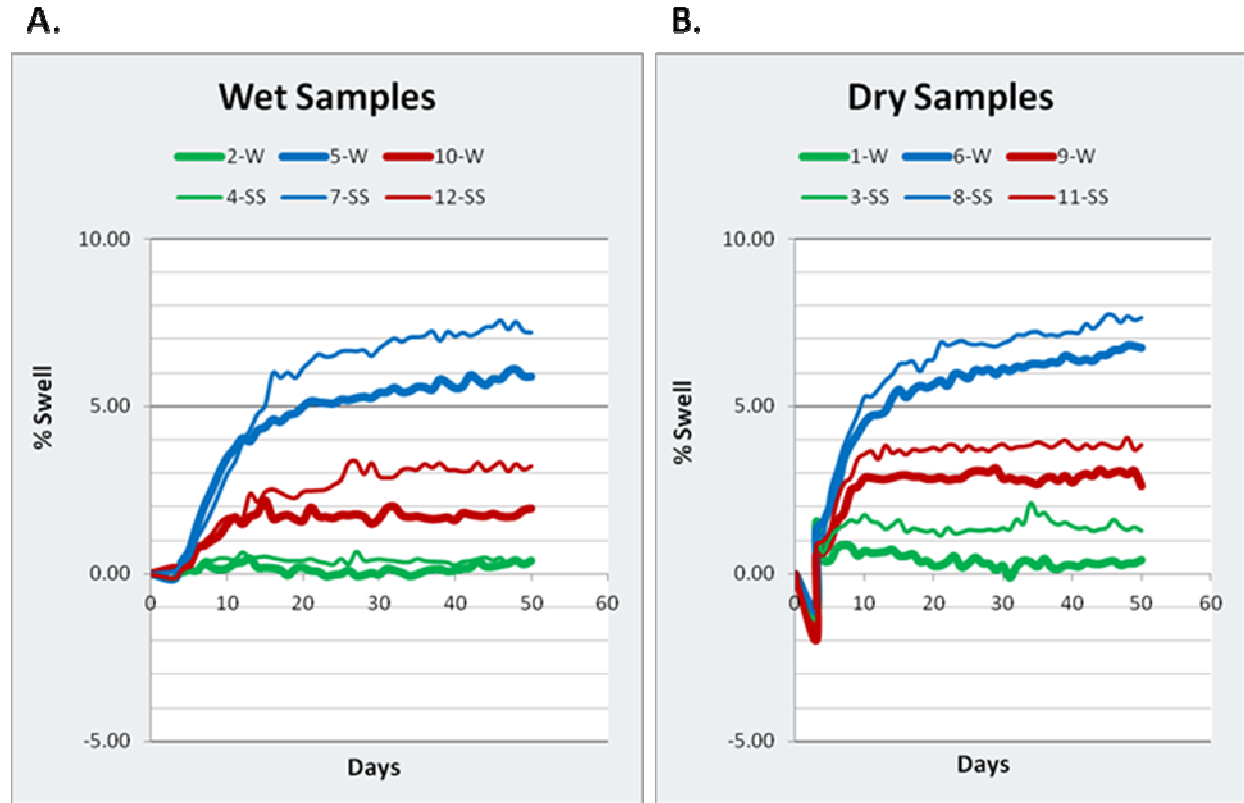 A.
Wet Samples
2-W 5-W 10-W
4-SS 7-SS 12-SS
10.00
5.00
0.00
-5.00
% Swell
0 10 20 30 40 50 60
Days
B.
Dry Samples
1-W 6-W 9-W
3-SS 8-SS 11-SS
10.00
5.00
0.00
-5.00
% Swell
0 10 20 30 40 50 60
Days